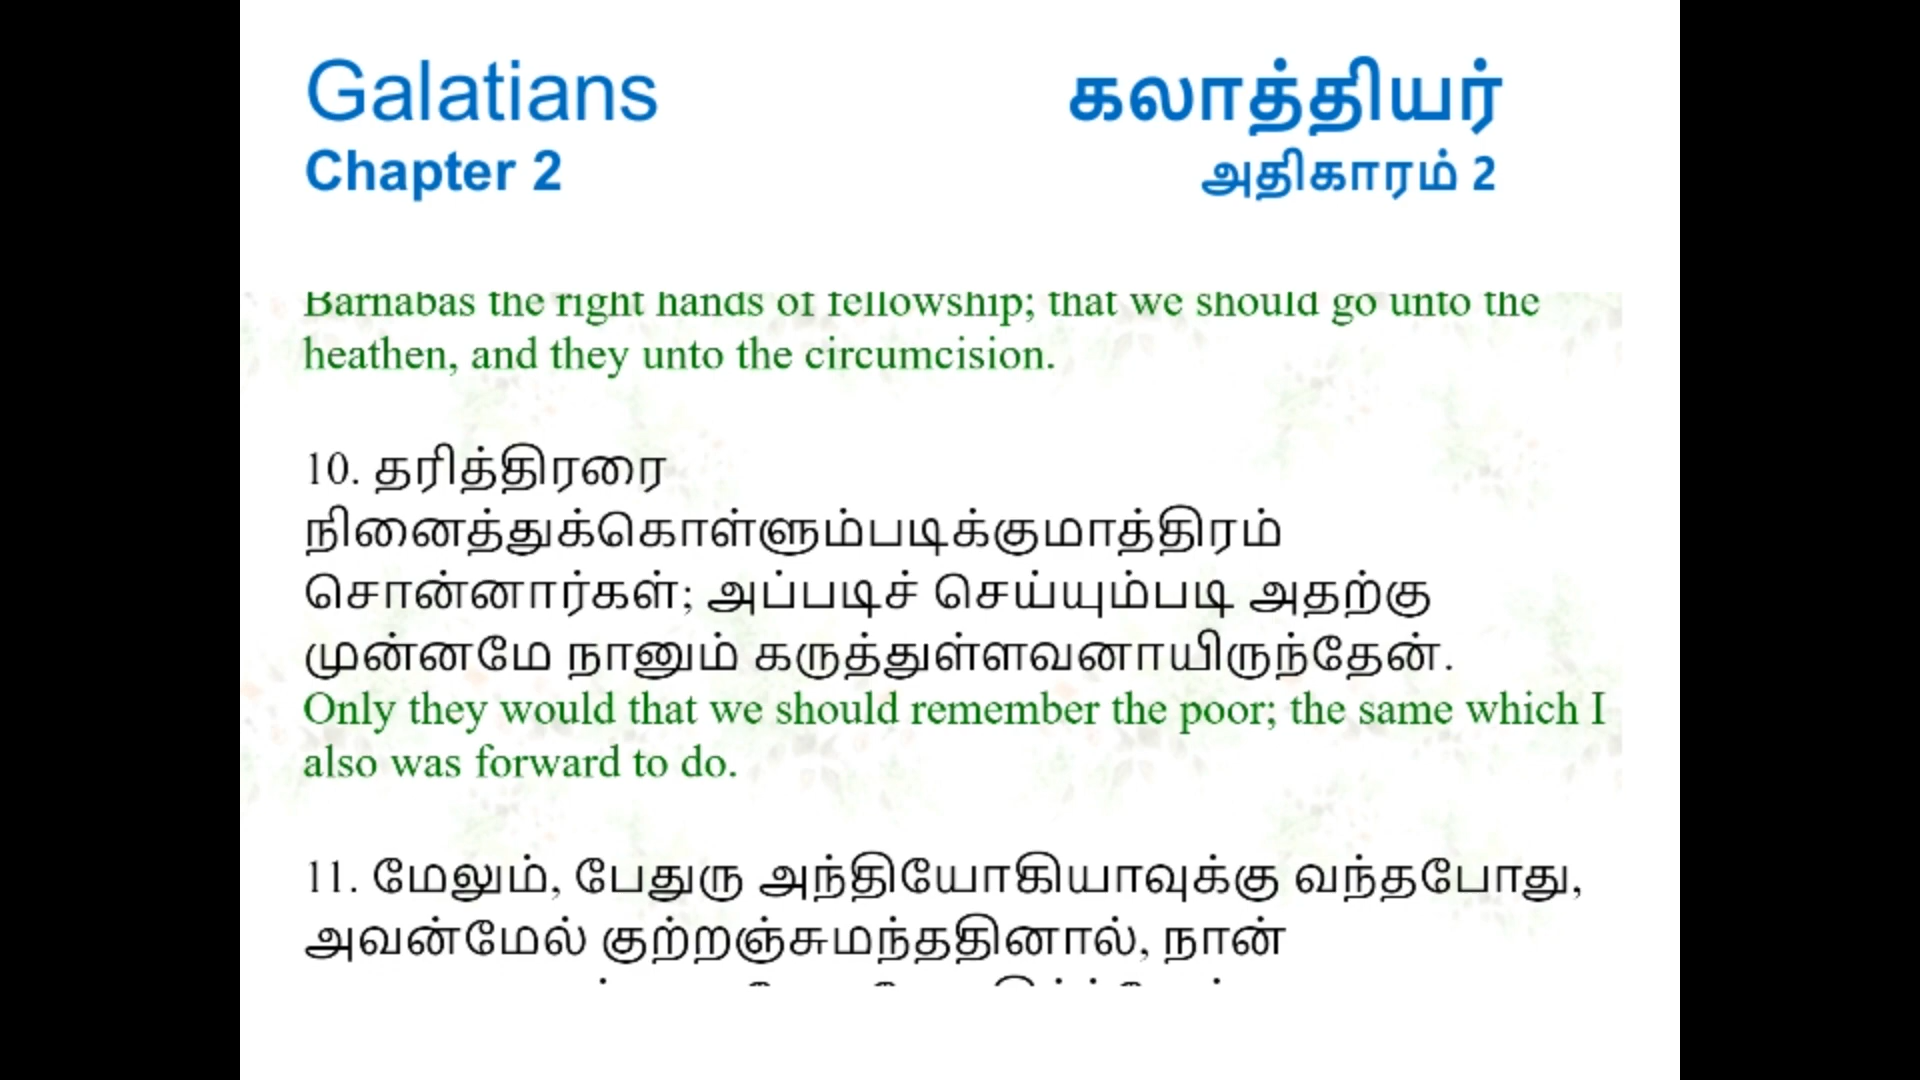 Galatians கலாத்தியர்
Chapter 2 அதிகாரம் 2
Barnabas the right hands of fellowship; that we should go unto the
heathen, and they unto the circumcision.
10. தரித்திரரை
நினைத்துக்கொள்ளும்படிக்குமாத்திரம்
சொன்னார்கள்; அப்படிச் செய்யும்படி அதற்கு
முன்னமே நானும் கருத்துள்ளவனாயிருந்தேன்.
Only they would that we should remember the poor; the same which I
also was forward to do.
11. மேலும், பேதுரு அந்தியோகியாவுக்கு வந்தபோது,
அவன்மேல் குற்றஞ்சுமந்ததினால், நான்